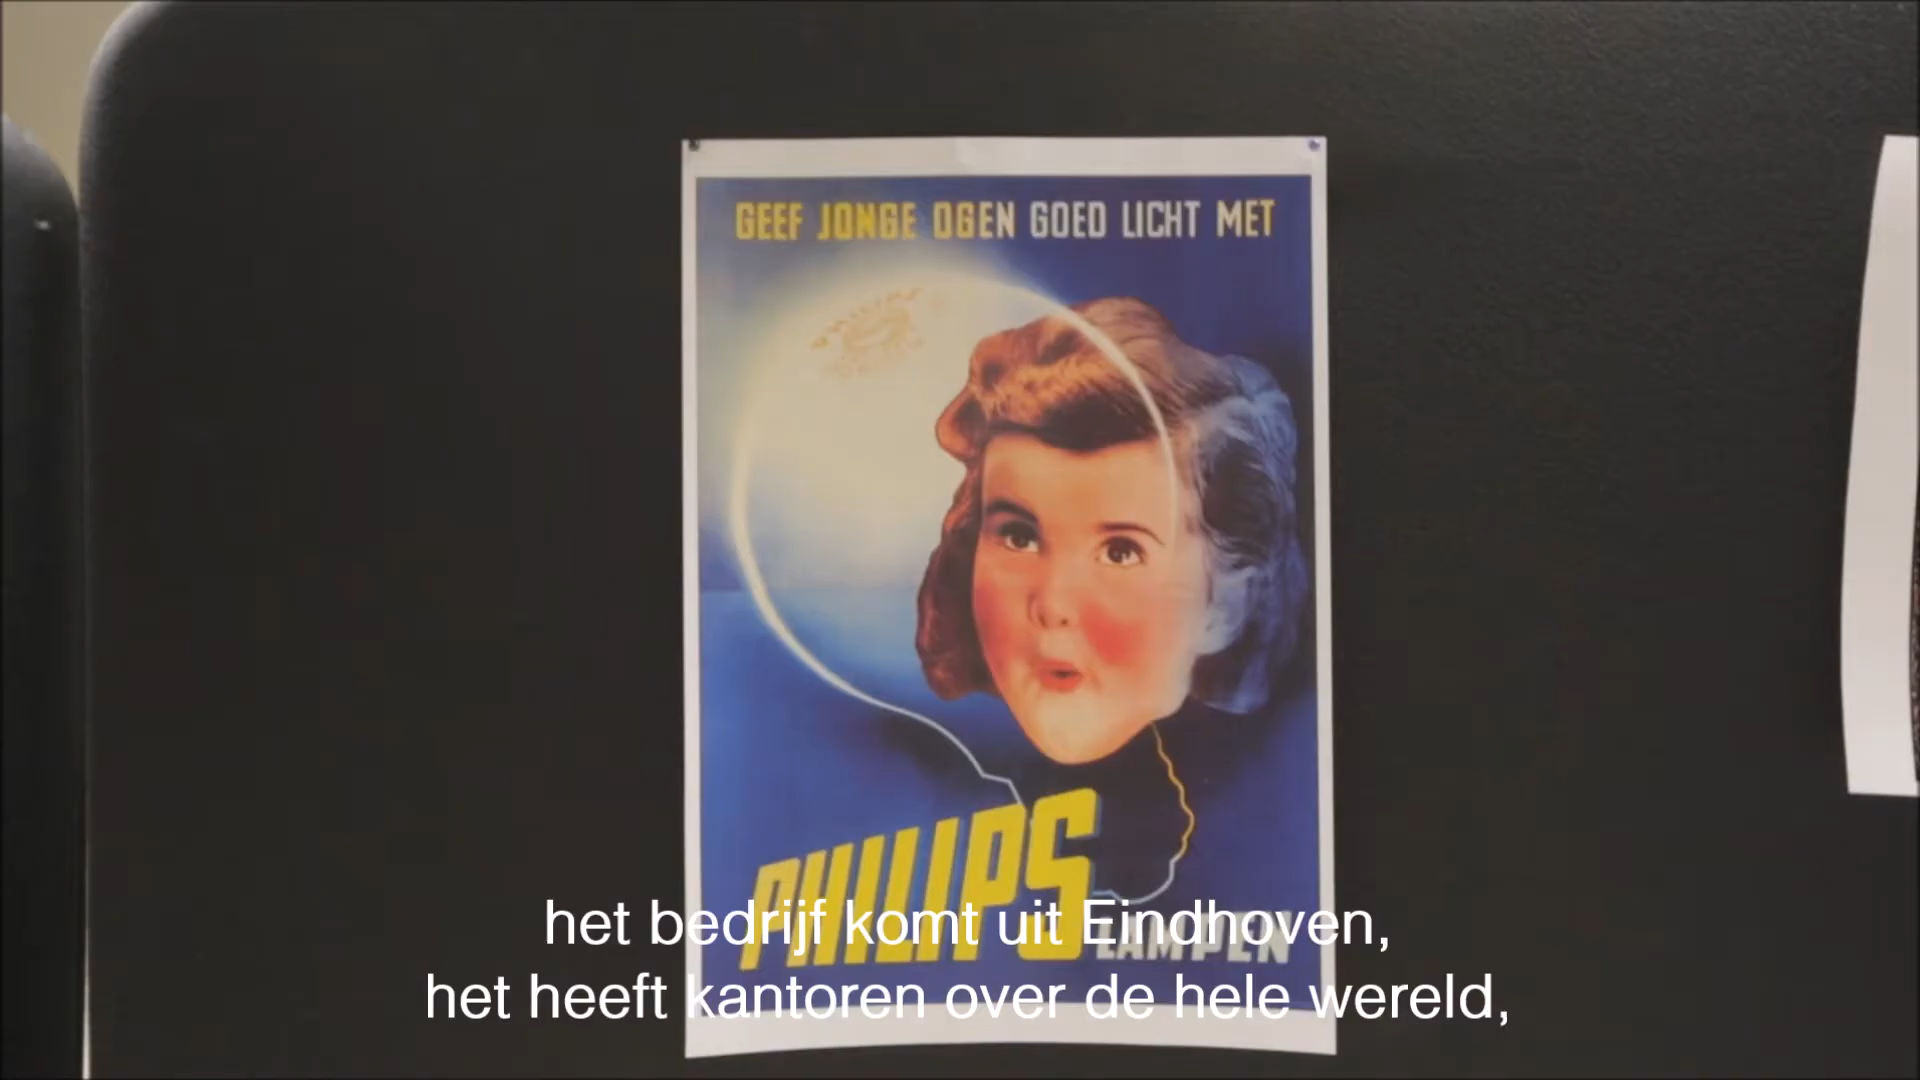 GEEF JONGE OGEN GOED LICHT MET
PHILIPS
PHILIPS
LAMPEN
het bedrijf komt uit Eindhoven,
het heeft kantoren over de hele wereld,